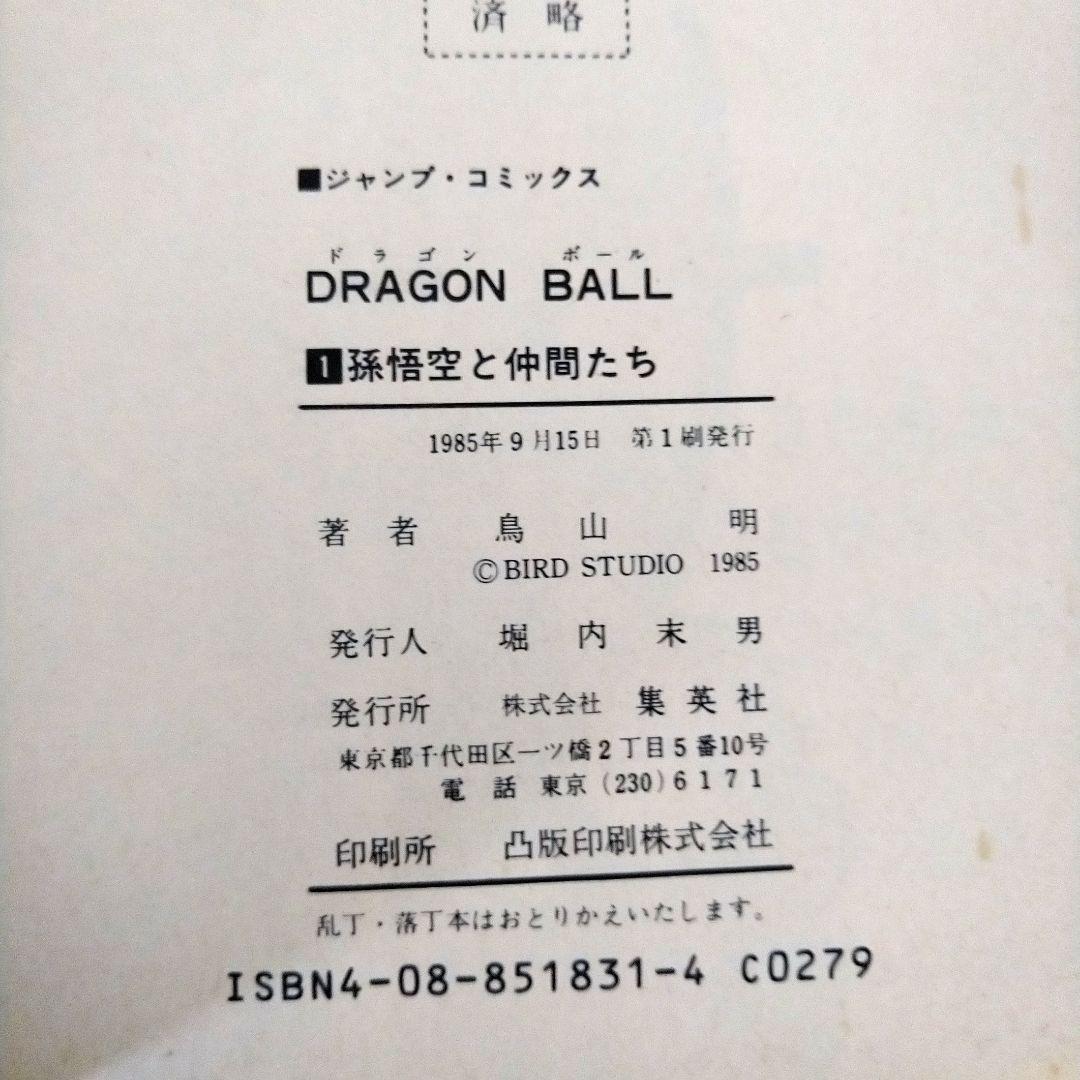 済 略
■ジャンプ・コミックス
ドラゴン ボール
DRAGON BALL
1孫悟空と仲間たち
1985年9月15日 第1刷発行
著者 鳥山 明
©BIRD STUDIO 1985
発行人 堀内末男
発行所 株式会社 集英社
東京都千代田区一ツ橋2丁目5番10号
電話 東京(230)6171
印刷所 凸版印刷株式会社
乱丁・落丁本はおとりかえいたします。
ISBN4-08-851831-4 C0279